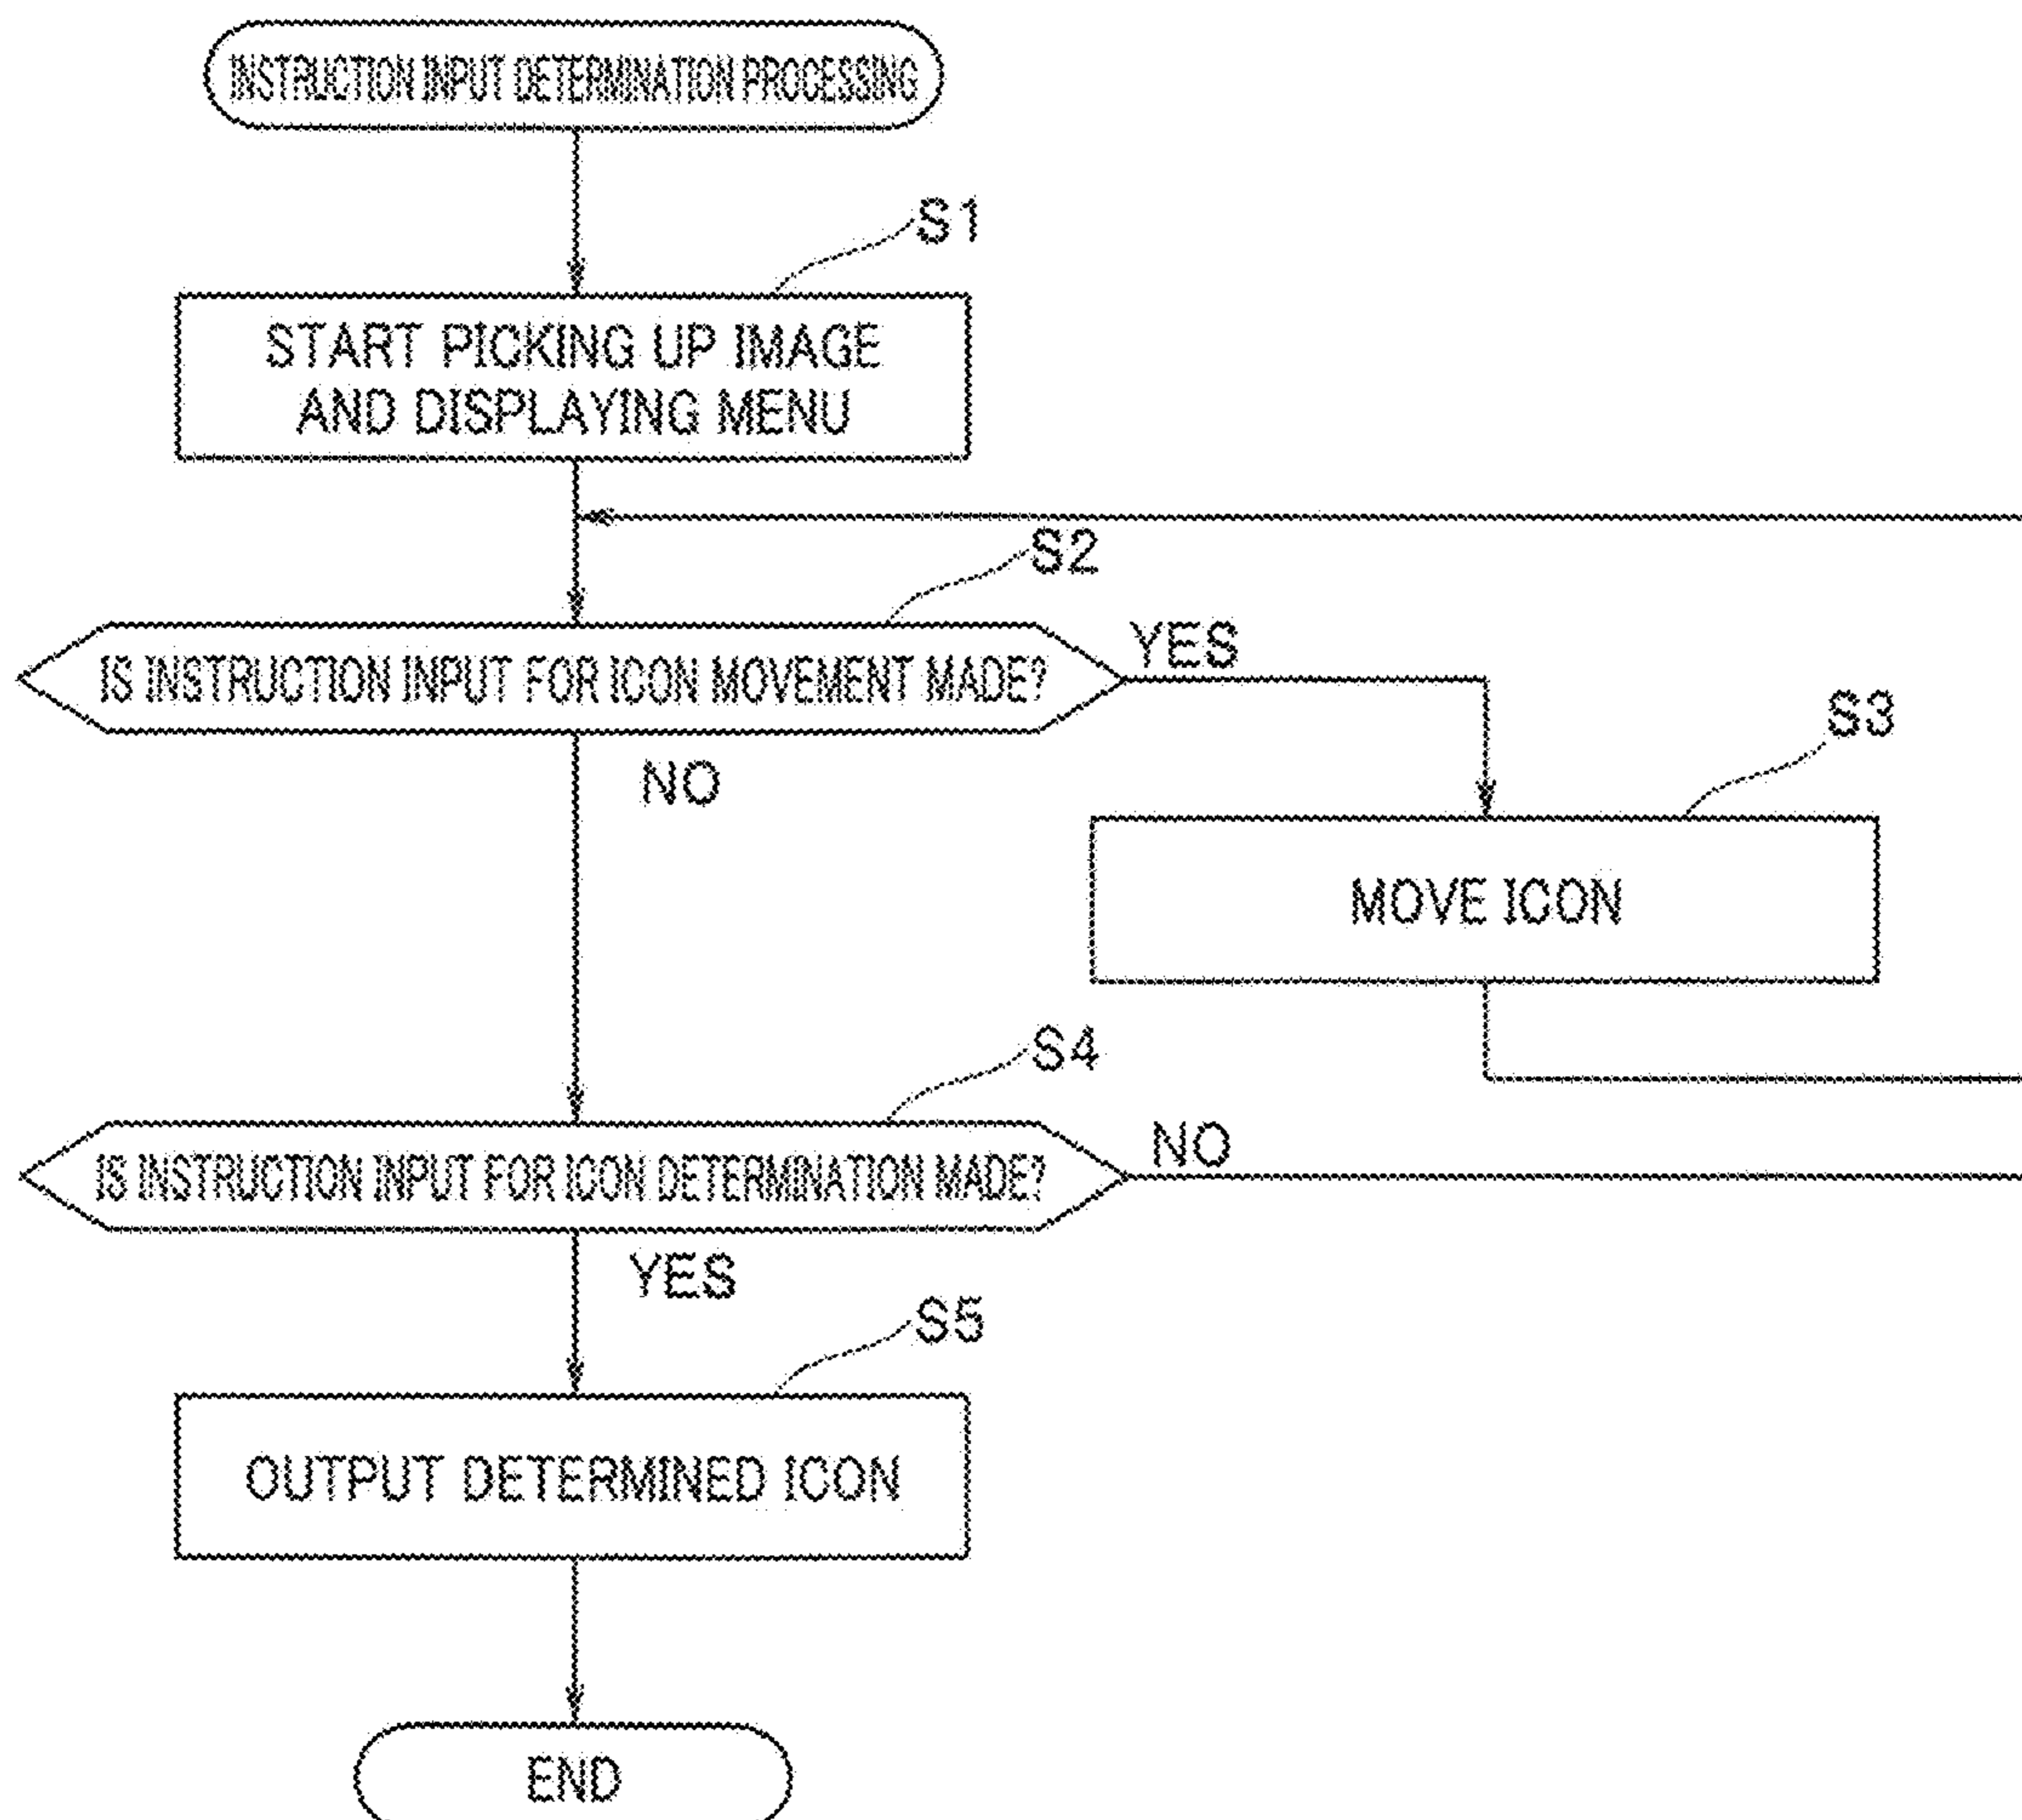 INSTRUCTION INPUT DETERMINATION PROCESSING
S1
START PICKING UP IMAGE
AND DISPLAYING MENU
S2
IS INSTRUCTION INPUT FOR ICON MOVEMENT MADE?
YES
NO
S3
MOVE ICON
S4
IS INSTRUCTION INPUT FOR ICON DETERMINATION MADE?
NO
YES
S5
OUTPUT DETERMINED ICON
END